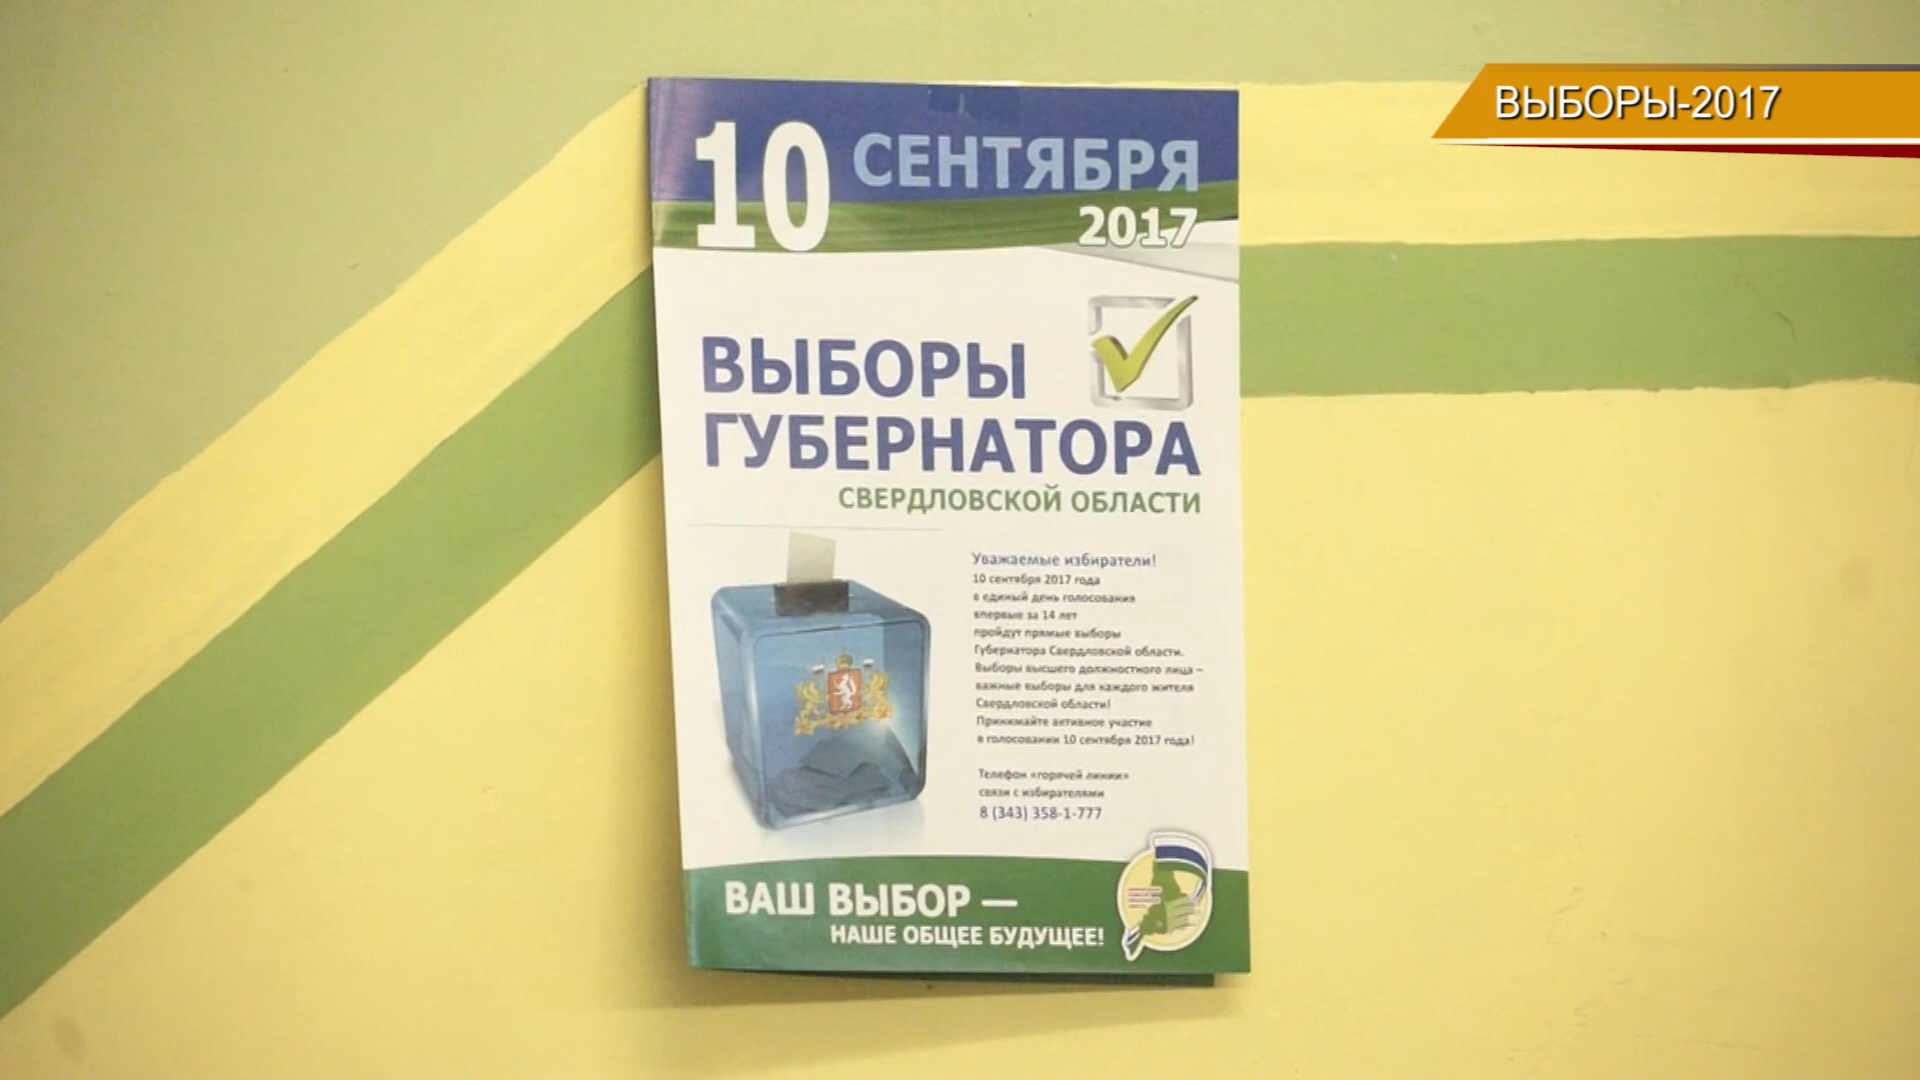 ВЫБОРЫ-2017
10 СЕНТЯБРЯ
2017
ВЫБОРЫ
ГУБЕРНАТОРА
СВЕРДЛОВСКОЙ ОБЛАСТИ
Уважаемые избиратели!
10 сентября 2017 года
в единый день голосования
впервые за 14 лет
пройдут прямые выборы
Губернатора Свердловской области.
Выборы высшего должностного лица –
важные выборы для каждого жителя
Свердловской области!
Принимайте активное участие
в голосовании 10 сентября 2017 года!
Телефон «горячей линии»
связи с избирателями
8 (343) 358-1-777
ВАШ ВЫБОР —
НАШЕ ОБЩЕЕ БУДУЩЕЕ!